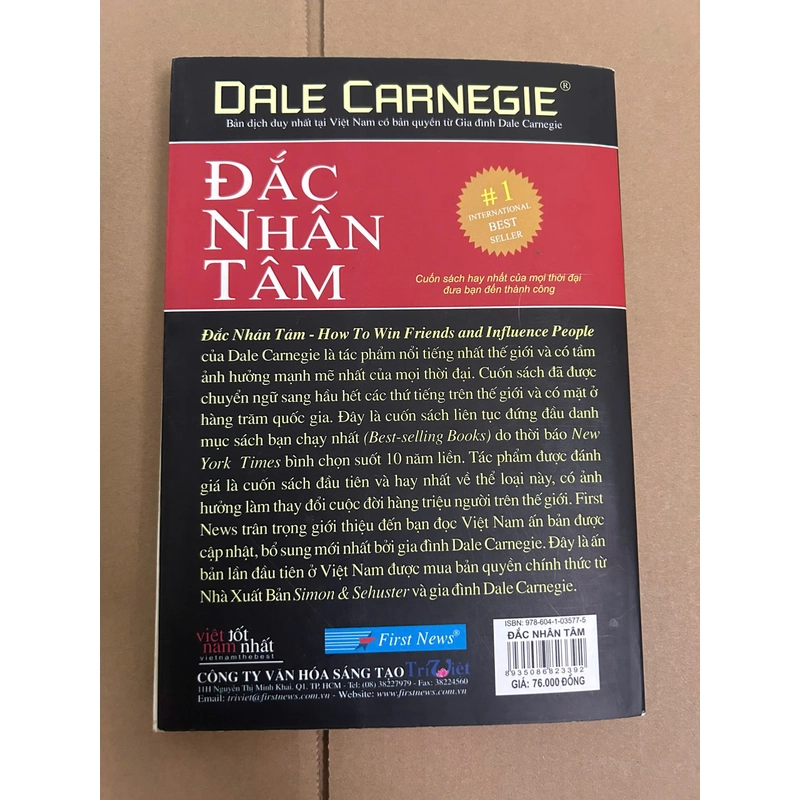 DALE CARNEGIE®
Bản dịch duy nhất tại Việt Nam có bản quyền từ Gia đình Dale Carnegie
ĐẮC
NHÂN
TÂM
#1
INTERNATIONAL
BEST
SELLER
Cuốn sách hay nhất của mọi thời đại
đưa bạn đến thành công
Đắc Nhân Tâm - How To Win Friends and Influence People
của Dale Carnegie là tác phẩm nổi tiếng nhất thế giới và có tầm
ảnh hưởng mạnh mẽ nhất của mọi thời đại. Cuốn sách đã được
chuyển ngữ sang hầu hết các thứ tiếng trên thế giới và có mặt ở
hàng trăm quốc gia. Đây là cuốn sách liên tục đứng đầu danh
mục sách bạn chạy nhất (Best-selling Books) do thời báo New
York Times bình chọn suốt 10 năm liền. Tác phẩm được đánh
giá là cuốn sách đầu tiên và hay nhất về thể loại này, có ảnh
hưởng làm thay đổi cuộc đời hàng triệu người trên thế giới. First
News trân trọng giới thiệu đến bạn đọc Việt Nam ấn bản được
cập nhật, bổ sung mới nhất bởi gia đình Dale Carnegie. Đây là ấn
bản lần đầu tiên ở Việt Nam được mua bản quyền chính thức từ
Nhà Xuất Bản Simon & Sehuster và gia đình Dale Carnegie.
việt tốt
nam nhất
vietnamthebest
First News®
CÔNG TY VĂN HÓA SÁNG TẠO Trí Việt
11H Nguyễn Thị Minh Khai, Q1. TP. HCM - Tel: (08) 38227979 - Fax: 38224560
Email: triviet@firstnews.com.vn - Website: www.firstnews.com.vn
ISBN: 978-604-1-03577-5
ĐẮC NHÂN TÂM
8935086823392
GIÁ: 76.000 ĐỒNG